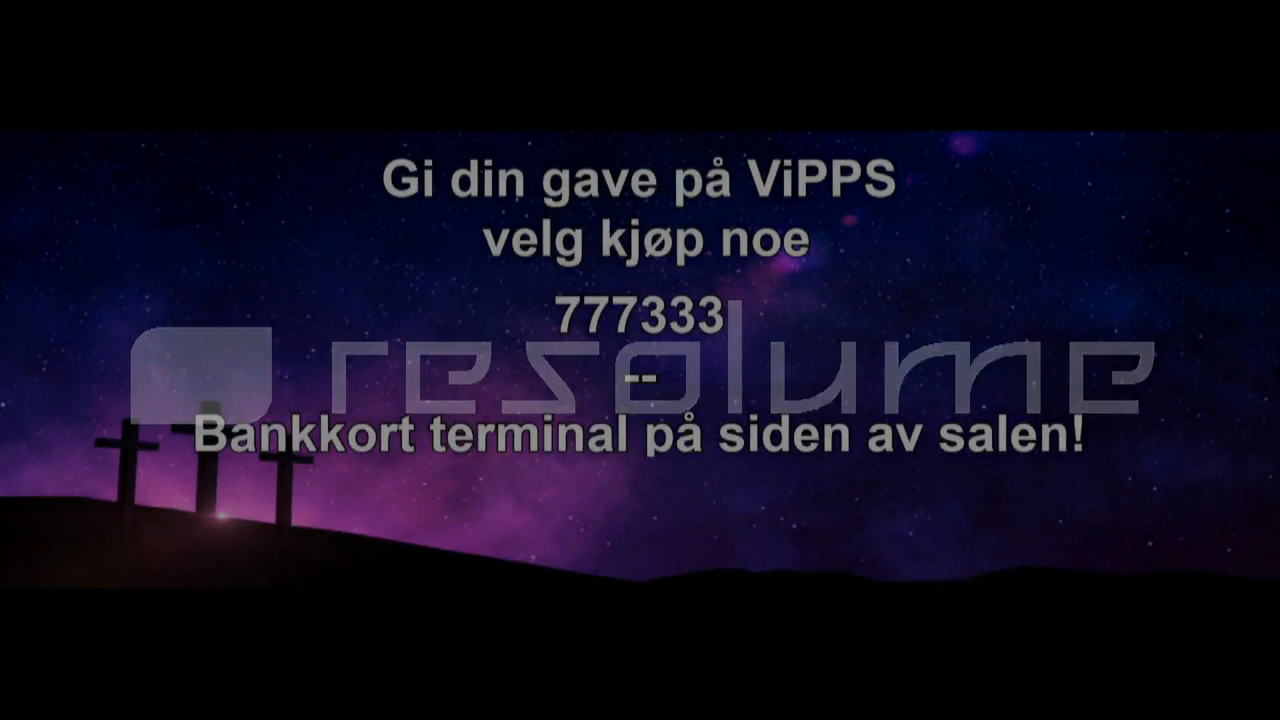 Gi din gave på ViPPS
velg kjøp noe
777333
resolume
--
Bankkort terminal på siden av salen!